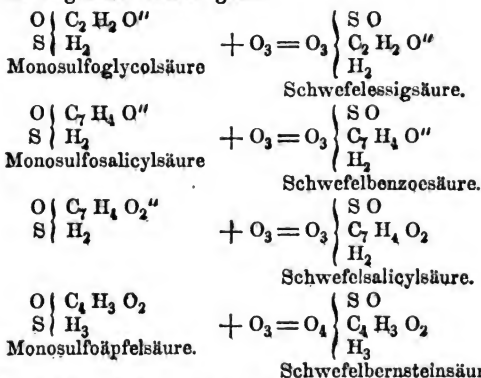 O { C₂ H₂ O″ S O
S { H₂ + O₃ = O₃ { C₂ H₂ O″
Monosulfoglycolsäure H₂
Schwefelessigsäure.
O { C₇ H₄ O″ S O
S { H₂ + O₃ = O₃ { C₇ H₄ O″
Monosulfosalicylsäure H₂
Schwefelbenzoesäure.
O { C₇ H₄ O₂″ S O
S { H₂ + O₃ = O₃ { C₇ H₄ O₂
H₂
Schwefelsalicylsäure.
O { C₄ H₃ O₂ S O
S { H₃ + O₃ = O₄ { C₄ H₃ O₂
Monosulfoäpfelsäure. H₃